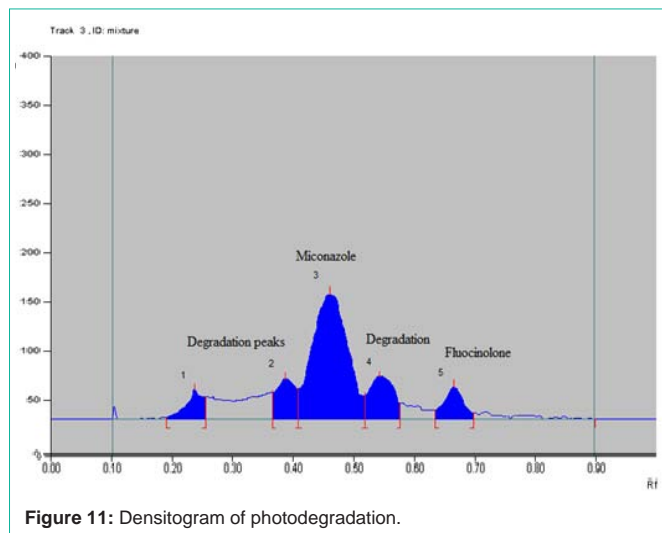 Track 3 , ID: mixture
400
350
300
250
200
150
100
50
0.00 0.10 0.20 0.30 0.40 0.50 0.60 0.70 0.80 0.90
Rf
Miconazole
3
Degradation peaks
1
2
Degradation
4
Fluocinolone
5
Figure 11: Densitogram of photodegradation.